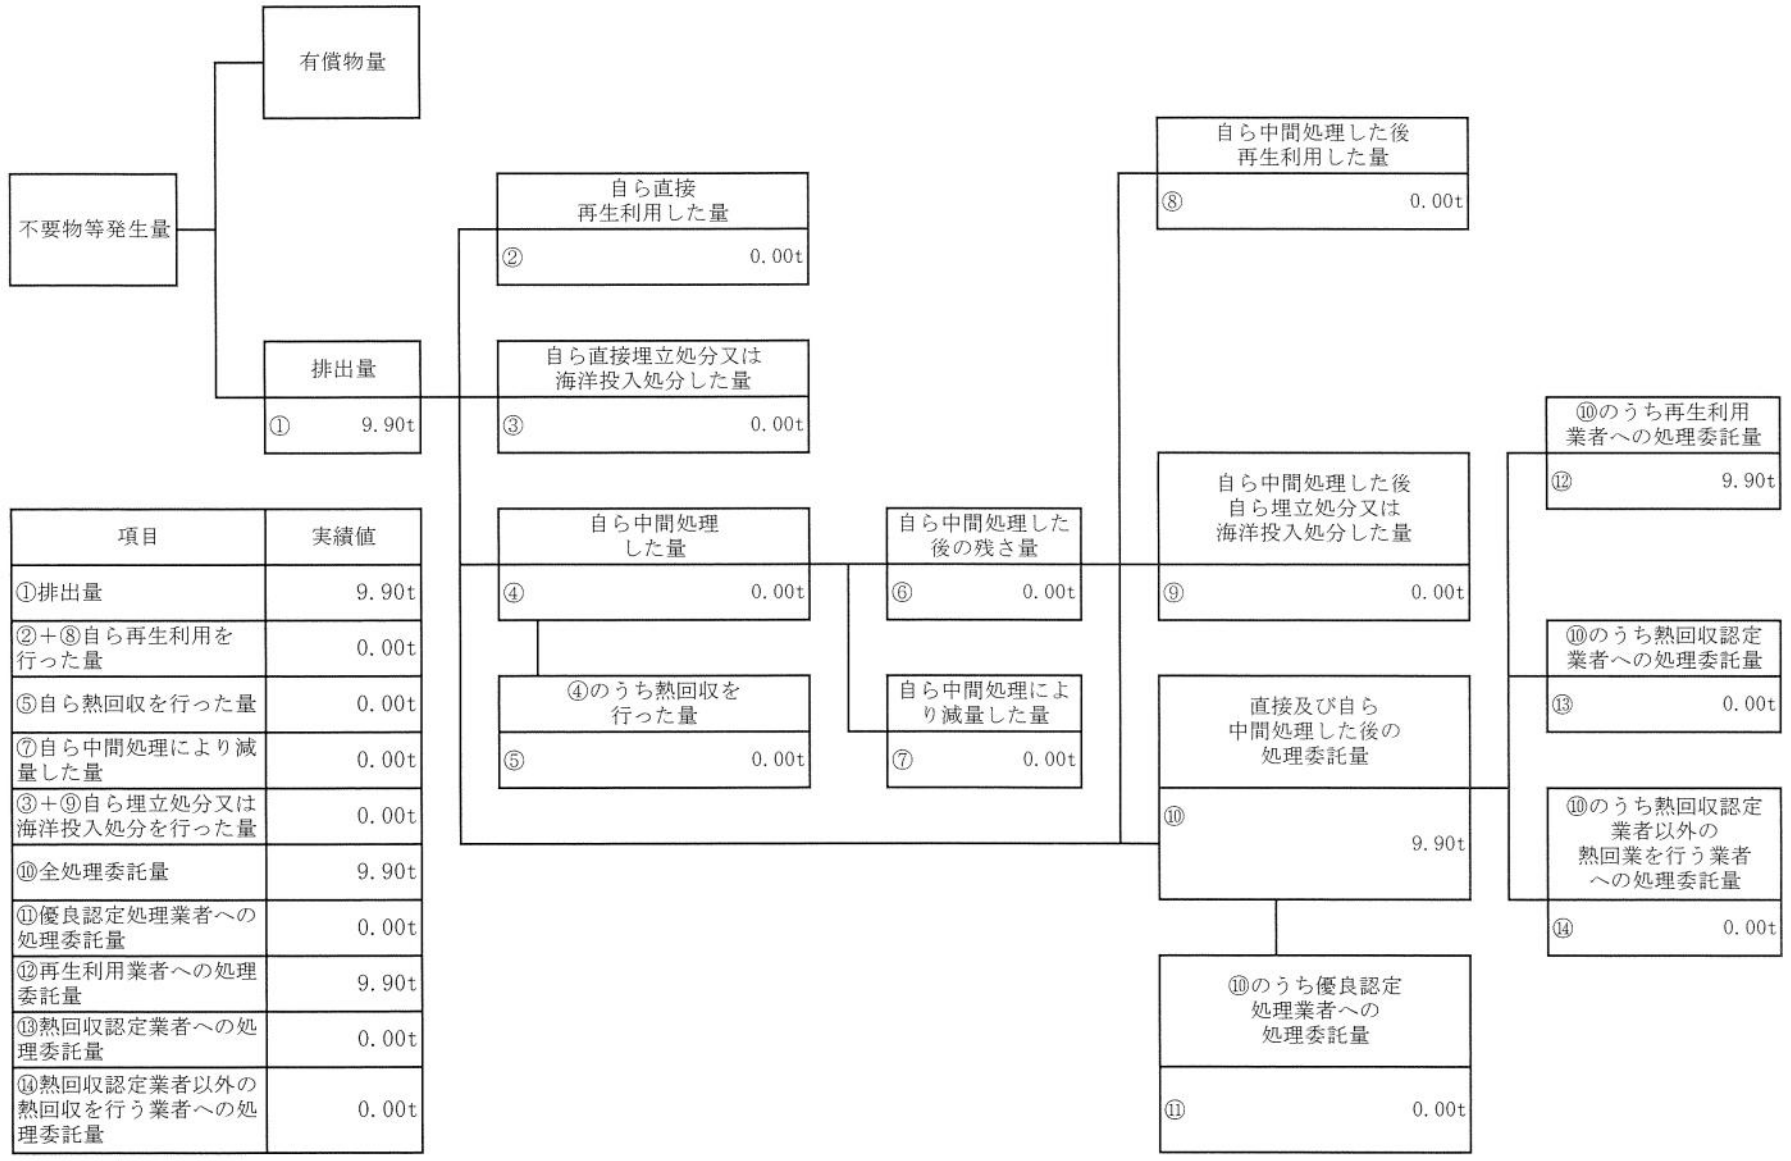 有償物量
不要物等発生量
排出量
① 9.90t
自ら直接
再生利用した量
② 0.00t
自ら直接埋立処分又は
海洋投入処分した量
③ 0.00t
自ら中間処理
した量
④ 0.00t
④のうち熱回収を
行った量
⑤ 0.00t
自ら中間処理した
後の残さ量
⑥ 0.00t
自ら中間処理によ
り減量した量
⑦ 0.00t
自ら中間処理した後
再生利用した量
⑧ 0.00t
自ら中間処理した後
自ら埋立処分又は
海洋投入処分した量
⑨ 0.00t
直接及び自ら
中間処理した後の
処理委託量
⑩
9.90t
⑩のうち優良認定
処理業者への
処理委託量
⑪ 0.00t
⑩のうち再生利用
業者への処理委託量
⑫ 9.90t
⑩のうち熱回収認定
業者への処理委託量
⑬ 0.00t
⑩のうち熱回収認定
業者以外の
熱回業を行う業者
への処理委託量
⑭ 0.00t
項目 実績値
①排出量 9.90t
②＋⑧自ら再生利用を
行った量 0.00t
⑤自ら熱回収を行った量 0.00t
⑦自ら中間処理により減
量した量 0.00t
③＋⑨自ら埋立処分又は
海洋投入処分を行った量 0.00t
⑩全処理委託量 9.90t
⑪優良認定処理業者への
処理委託量 0.00t
⑫再生利用業者への処理
委託量 9.90t
⑬熱回収認定業者への処
理委託量 0.00t
⑭熱回収認定業者以外の
熱回収を行う業者への処
理委託量 0.00t